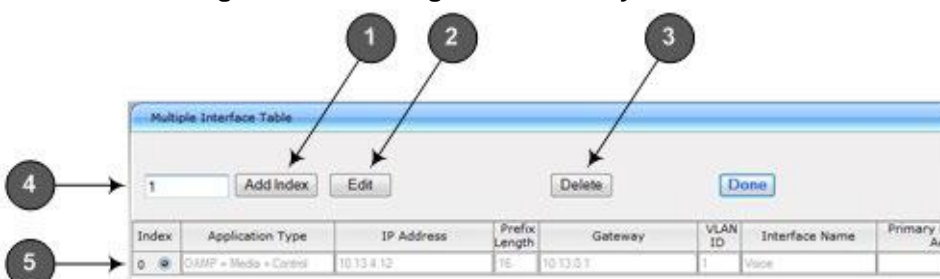 1 2 3
Multiple Interface Table
4 1 Add Index Edit Delete Done
Index Application Type IP Address Prefix Length Gateway VLAN ID Interface Name Primary
5 0 OAMP + Media + Control 10.13.4.12 16 10.13.0.1 1 Voice